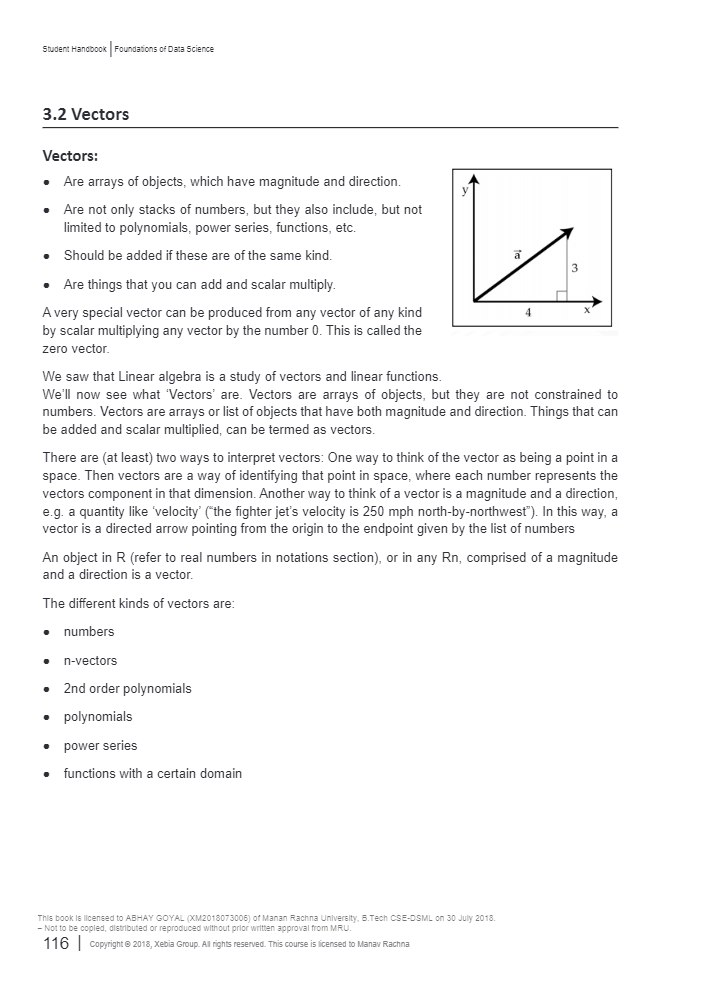 Student Handbook | Foundations of Data Science
3.2 Vectors
Vectors:
• Are arrays of objects, which have magnitude and direction.
• Are not only stacks of numbers, but they also include, but not
limited to polynomials, power series, functions, etc.
• Should be added if these are of the same kind.
• Are things that you can add and scalar multiply.
A very special vector can be produced from any vector of any kind
by scalar multiplying any vector by the number 0. This is called the
zero vector.
y
a⃗
3
4
x
We saw that Linear algebra is a study of vectors and linear functions.
We'll now see what ‘Vectors’ are. Vectors are arrays of objects, but they are not constrained to
numbers. Vectors are arrays or list of objects that have both magnitude and direction. Things that can
be added and scalar multiplied, can be termed as vectors.
There are (at least) two ways to interpret vectors: One way to think of the vector as being a point in a
space. Then vectors are a way of identifying that point in space, where each number represents the
vectors component in that dimension. Another way to think of a vector is a magnitude and a direction,
e.g. a quantity like ‘velocity’ (“the fighter jet’s velocity is 250 mph north-by-northwest”). In this way, a
vector is a directed arrow pointing from the origin to the endpoint given by the list of numbers
An object in R (refer to real numbers in notations section), or in any Rn, comprised of a magnitude
and a direction is a vector.
The different kinds of vectors are:
• numbers
• n-vectors
• 2nd order polynomials
• polynomials
• power series
• functions with a certain domain
This book is licensed to ABHAY GOYAL (XM2018073006) of Manan Rachna University, B.Tech CSE-DSML on 30 July 2018.
– Not to be copied, distributed or reproduced without prior written approval from MRU.
116 | Copyright © 2018, Xebia Group. All rights reserved. This course is licensed to Manav Rachna